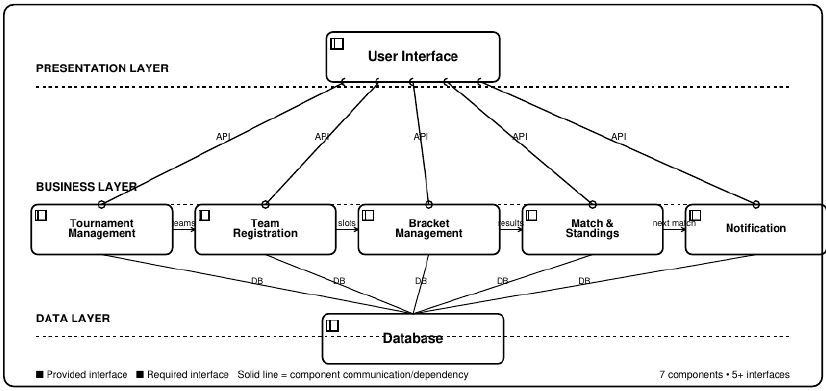 User Interface
PRESENTATION LAYER
API API API API API
BUSINESS LAYER
Tournament
Management
eams
Team
Registration
slots
Bracket
Management
results
Match &
Standings
next match
Notification
DB DB DB DB DB
DATA LAYER
Database
■ Provided interface ■ Required interface Solid line = component communication/dependency
7 components • 5+ interfaces